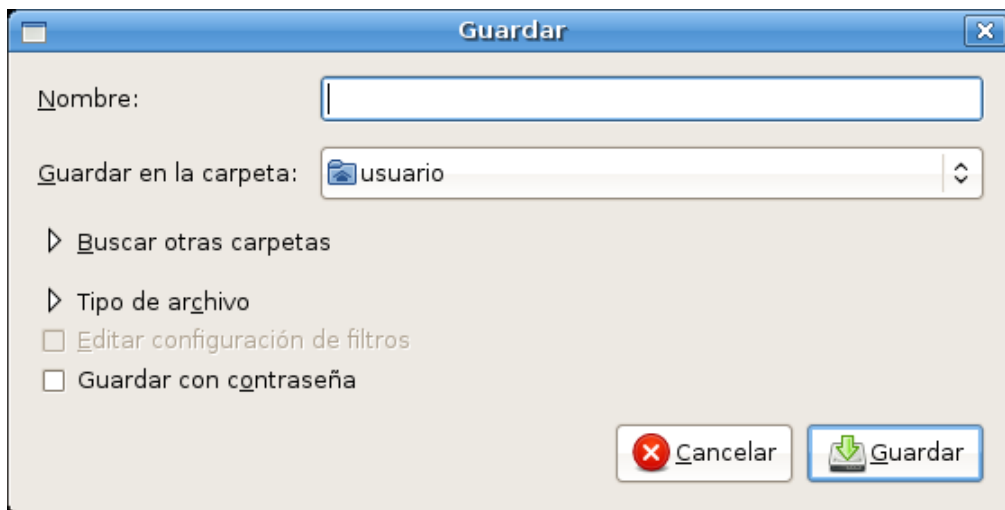 Guardar
Nombre:
Guardar en la carpeta: usuario
Buscar otras carpetas
Tipo de archivo
Editar configuración de filtros
Guardar con contraseña
Cancelar Guardar